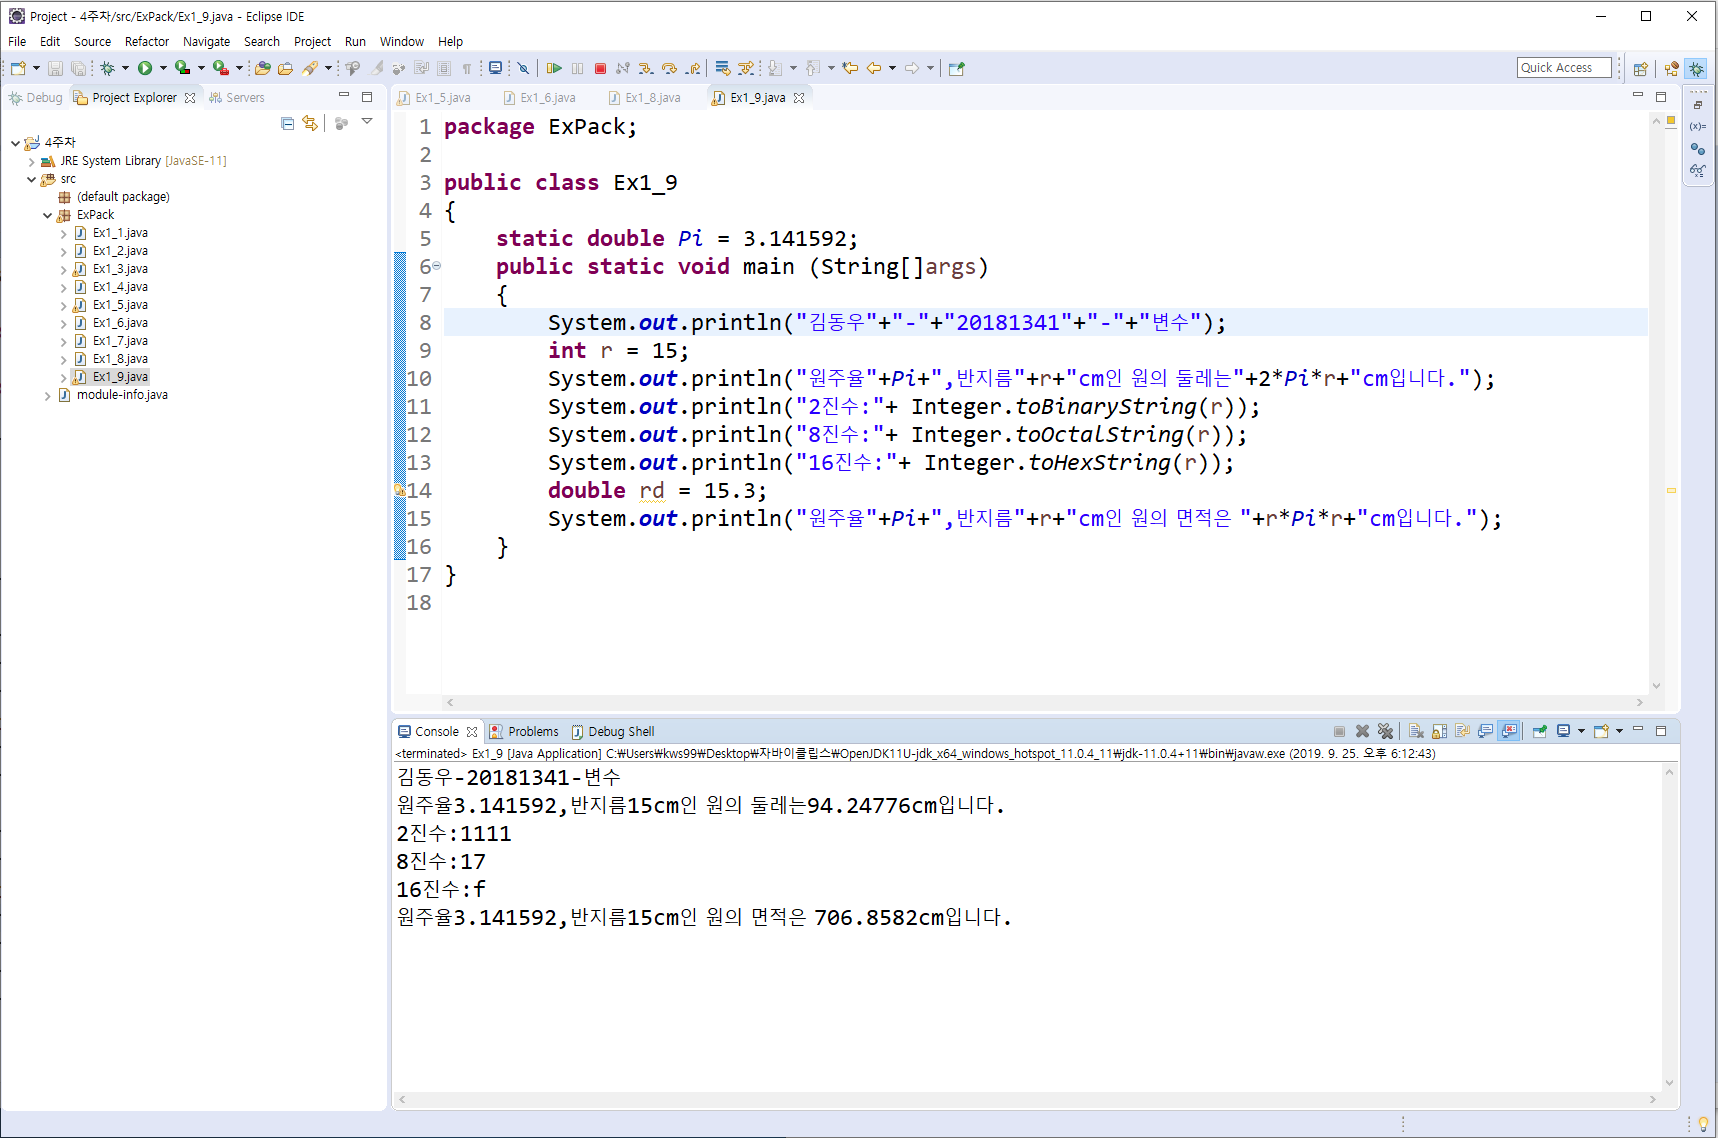 Project - 4주차/src/ExPack/Ex1_9.java - Eclipse IDE
File Edit Source Refactor Navigate Search Project Run Window Help
Quick Access
Debug Project Explorer Servers
4주차
JRE System Library [JavaSE-11]
src
(default package)
ExPack
Ex1_1.java
Ex1_2.java
Ex1_3.java
Ex1_4.java
Ex1_5.java
Ex1_6.java
Ex1_7.java
Ex1_8.java
Ex1_9.java
module-info.java
Ex1_5.java Ex1_6.java Ex1_8.java Ex1_9.java
1 package ExPack;
2
3 public class Ex1_9
4 {
5 static double Pi = 3.141592;
6 public static void main (String[]args)
7 {
8 System.out.println("김동우"+"-"+"20181341"+"-"+"변수");
9 int r = 15;
10 System.out.println("원주율"+Pi+",반지름"+r+"cm인 원의 둘레는"+2*Pi*r+"cm입니다.");
11 System.out.println("2진수:"+ Integer.toBinaryString(r));
12 System.out.println("8진수:"+ Integer.toOctalString(r));
13 System.out.println("16진수:"+ Integer.toHexString(r));
14 double rd = 15.3;
15 System.out.println("원주율"+Pi+",반지름"+r+"cm인 원의 면적은 "+r*Pi*r+"cm입니다.");
16 }
17 }
18
(x)=
Console Problems Debug Shell
<terminated> Ex1_9 [Java Application] C:₩Users₩kws99₩Desktop₩자바이클립스₩OpenJDK11U-jdk_x64_windows_hotspot_11.0.4_11₩jdk-11.0.4+11₩bin₩javaw.exe (2019. 9. 25. 오후 6:12:43)
김동우-20181341-변수
원주율3.141592,반지름15cm인 원의 둘레는94.24776cm입니다.
2진수:1111
8진수:17
16진수:f
원주율3.141592,반지름15cm인 원의 면적은 706.8582cm입니다.